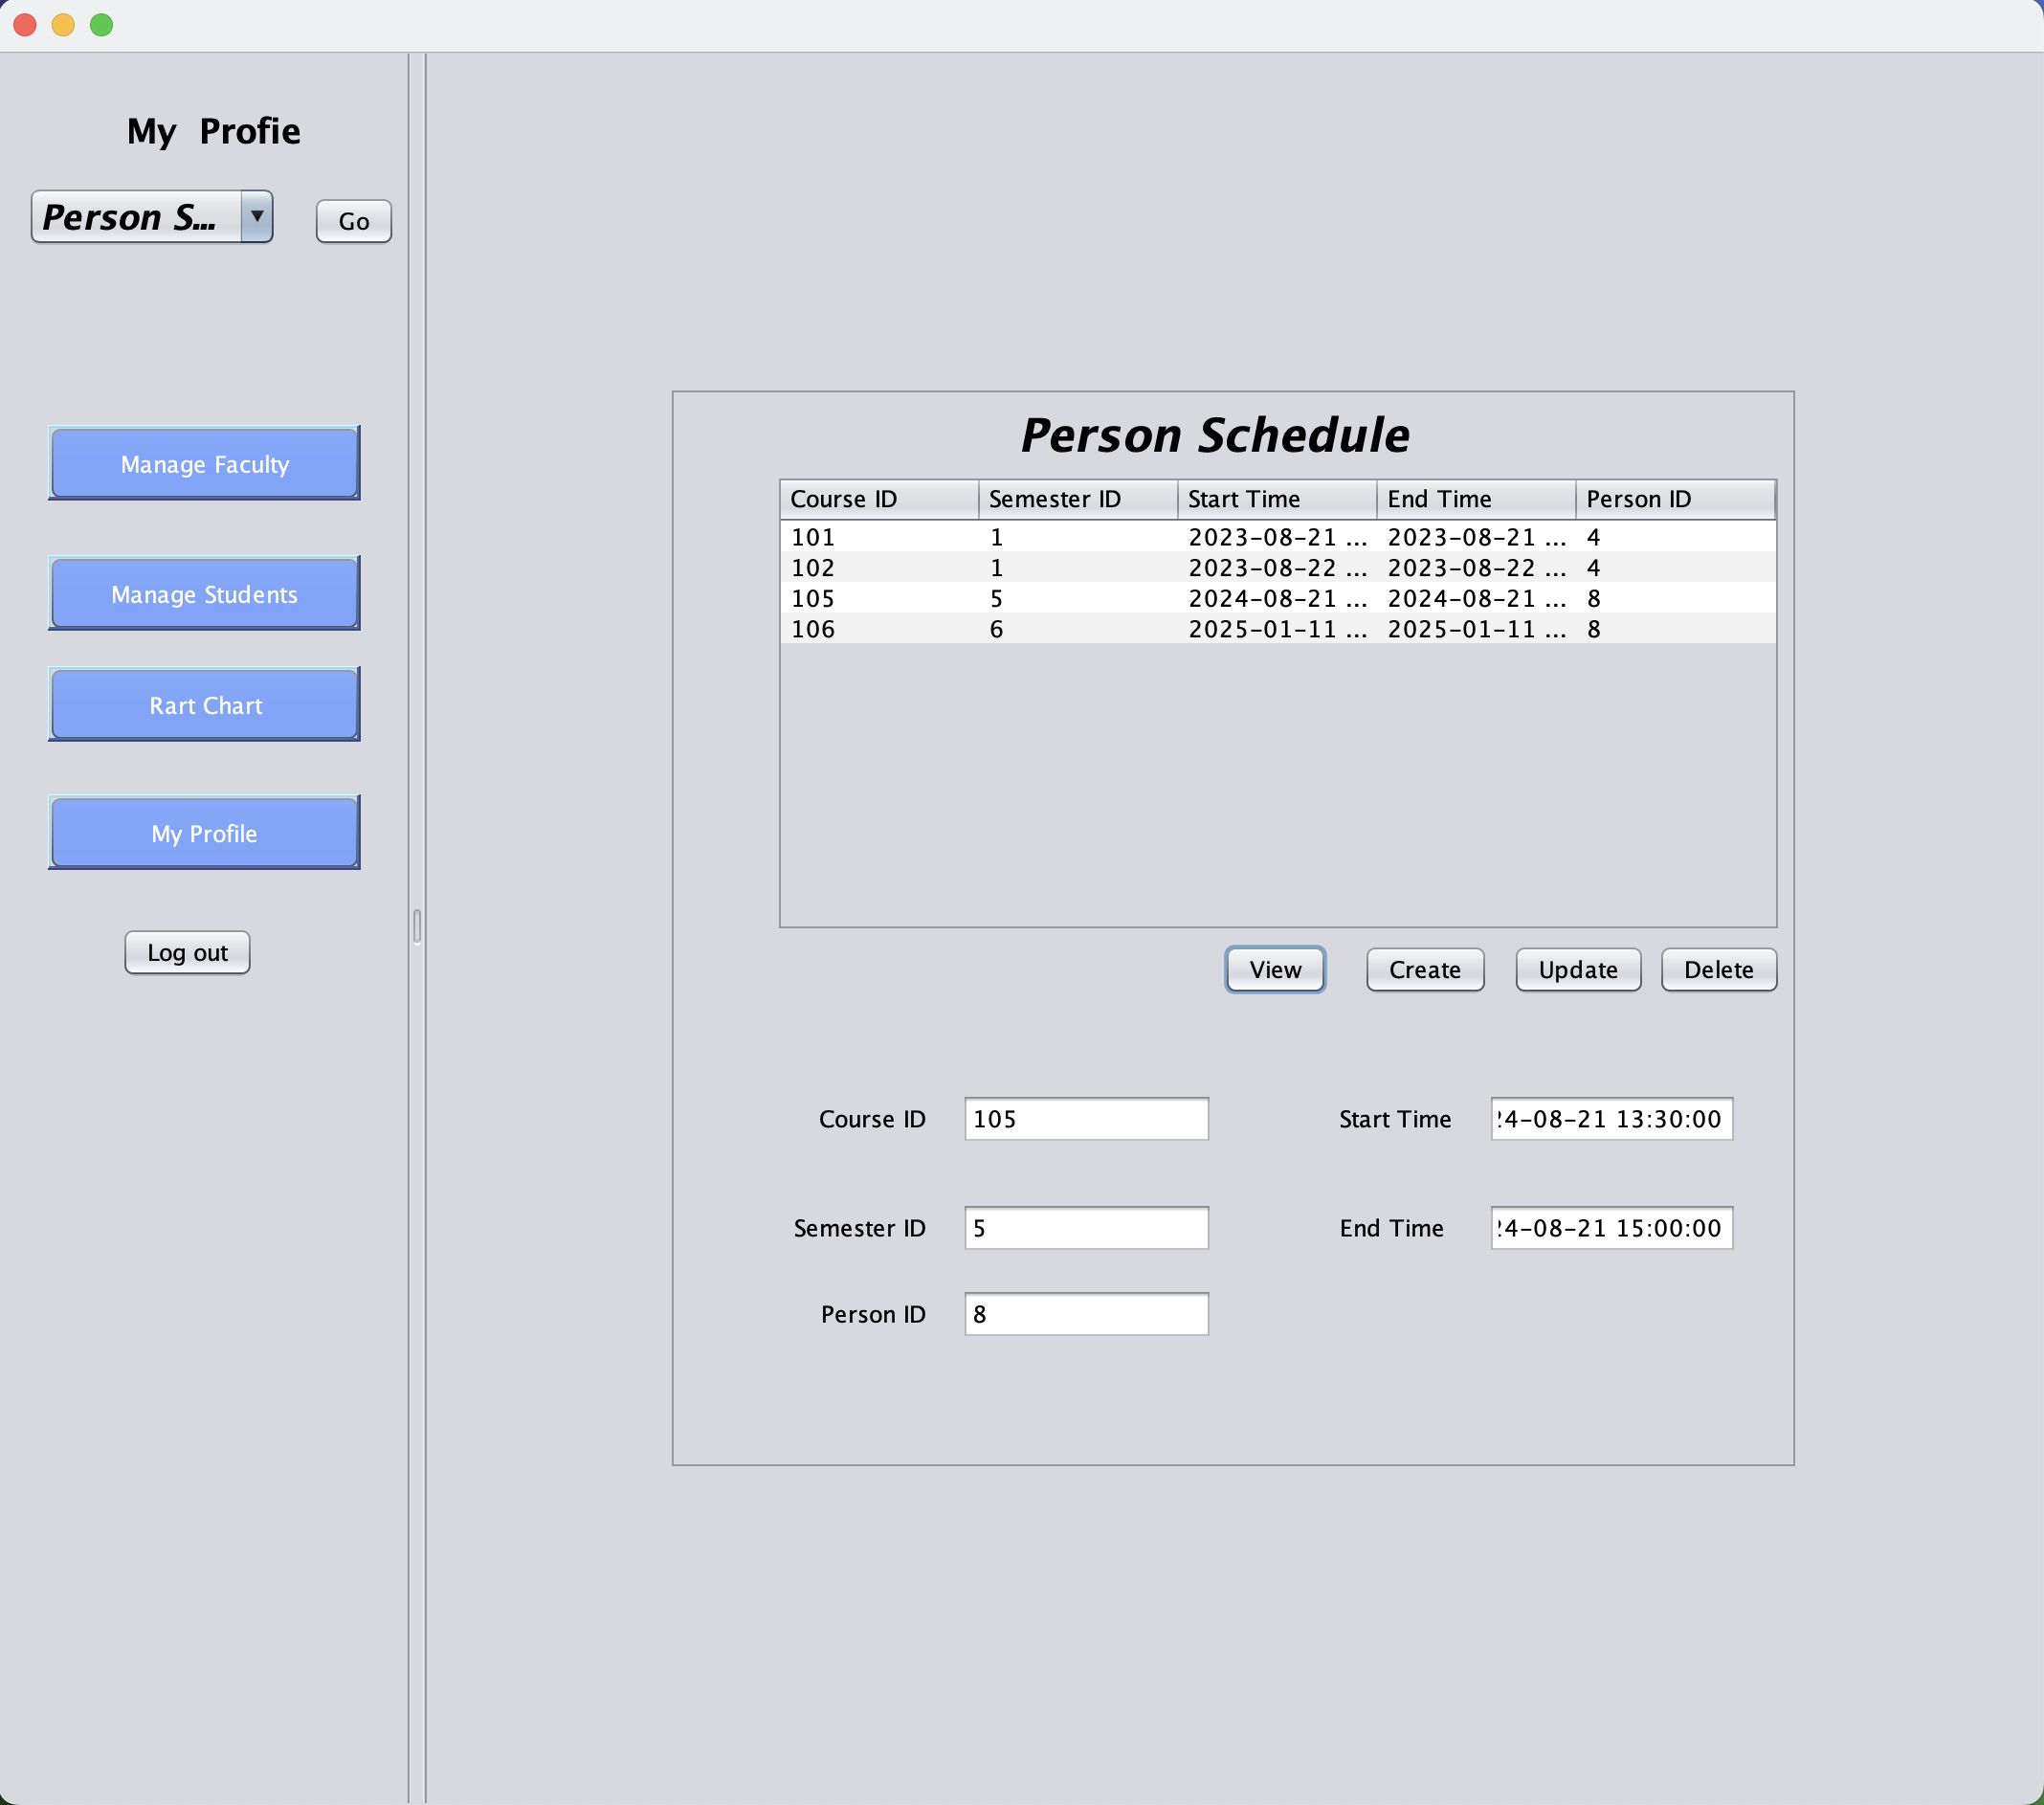 My Profie
Person S...
Go
Manage Faculty
Manage Students
Rart Chart
My Profile
Log out
Person Schedule
Course ID Semester ID Start Time End Time Person ID
101 1 2023-08-21 ... 2023-08-21 ... 4
102 1 2023-08-22 ... 2023-08-22 ... 4
105 5 2024-08-21 ... 2024-08-21 ... 8
106 6 2025-01-11 ... 2025-01-11 ... 8
View Create Update Delete
Course ID 105 Start Time 4-08-21 13:30:00
Semester ID 5 End Time 4-08-21 15:00:00
Person ID 8